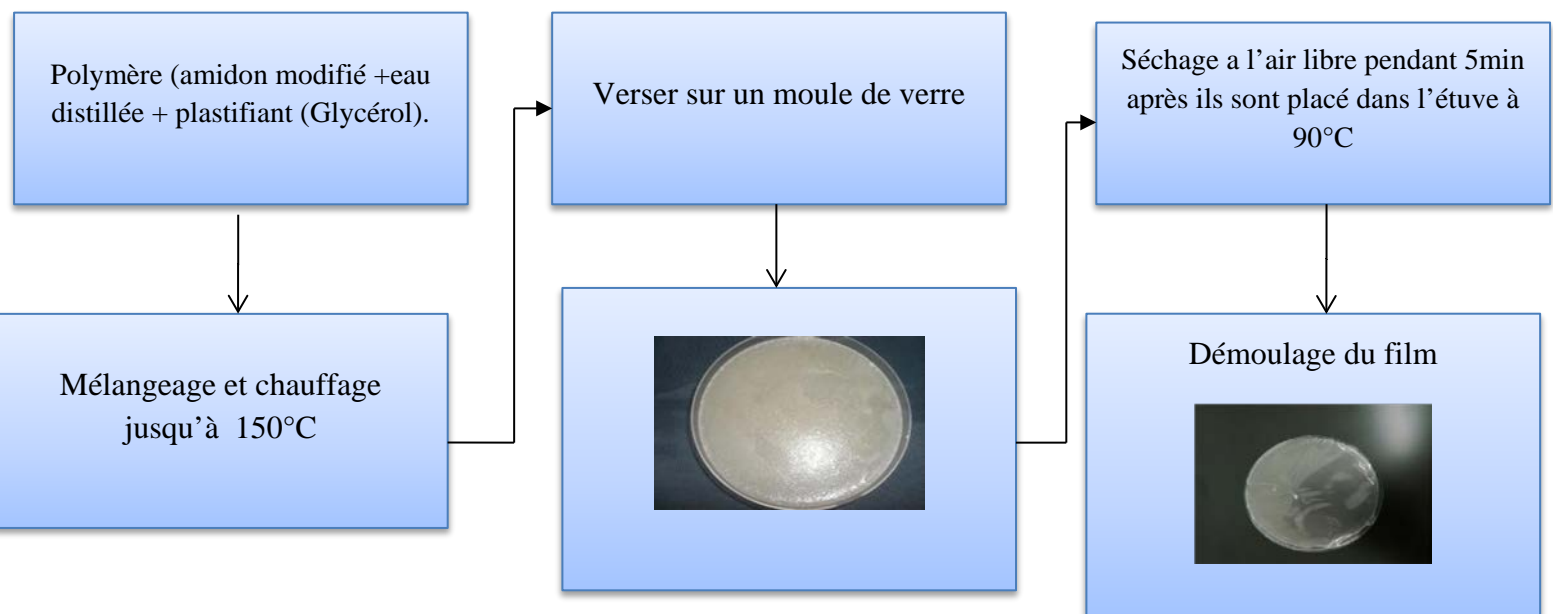 Polymère (amidon modifié +eau
distillée + plastifiant (Glycérol).
Mélangeage et chauffage
jusqu’à 150°C
Verser sur un moule de verre
Séchage a l’air libre pendant 5min
après ils sont placé dans l’étuve à
90°C
Démoulage du film